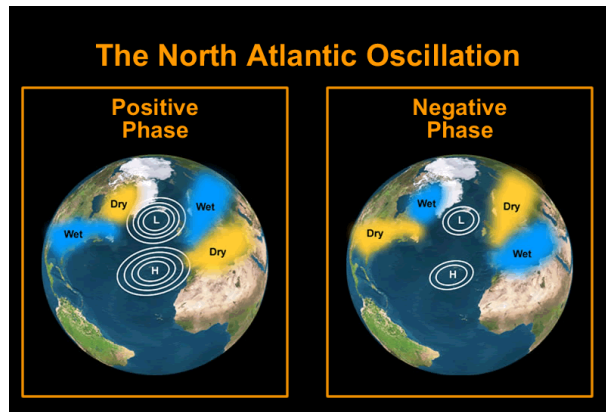 The North Atlantic Oscillation
Positive
Phase
Dry
L
Wet
Wet
Dry
H
Negative
Phase
Wet
Dry
L
Dry
Wet
H